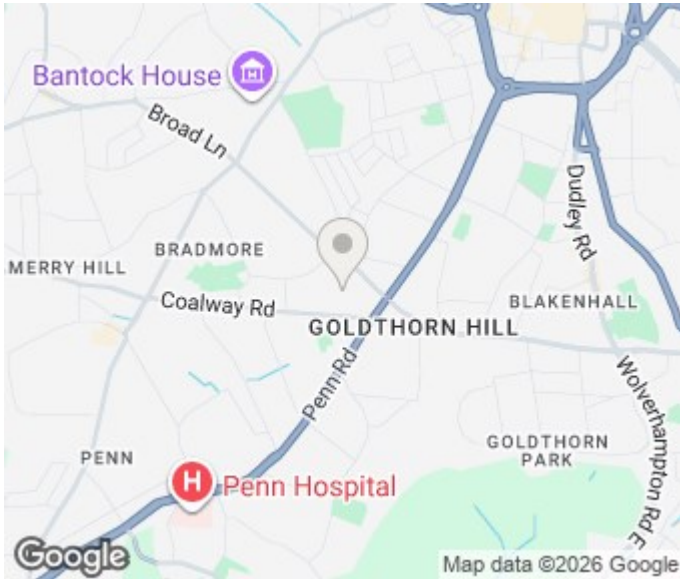 Bantock House
Broad Ln
Dudley Rd
BRADMORE
MERRY HILL
Coalway Rd
BLAKENHALL
GOLDTHORN HILL
Penn Rd
Wolverhampton Rd E
GOLDTHORN
PARK
PENN
H
Penn Hospital
Google
Map data ©2026 Google